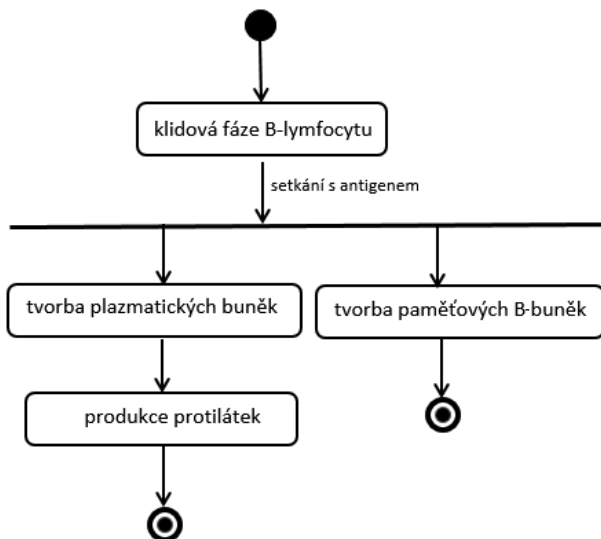 klidová fáze B-lymfocytu
setkání s antigenem
tvorba plazmatických buněk
tvorba paměťových B-buněk
produkce protilátek